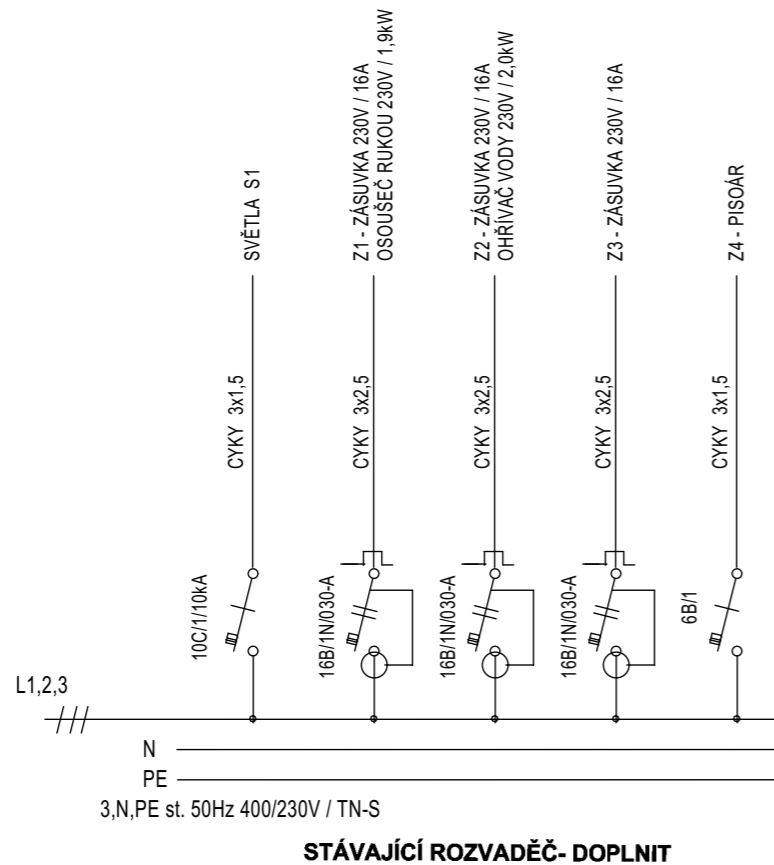 SVĚTLA S1
Z1 - ZÁSUVKA 230V / 16A
OSOUŠEČ RUKOU 230V / 1,9kW
Z2 - ZÁSUVKA 230V / 16A
OHŘÍVAČ VODY 230V / 2,0kW
Z3 - ZÁSUVKA 230V / 16A
Z4 - PISOÁR
CYKY 3x1,5
CYKY 3x2,5
CYKY 3x2,5
CYKY 3x2,5
CYKY 3x1,5
10C/1/10kA
16B/1N/030-A
16B/1N/030-A
16B/1N/030-A
6B/1
L1,2,3
N
PE
3,N,PE st. 50Hz 400/230V / TN-S
STÁVAJÍCÍ ROZVADĚČ- DOPLNIT